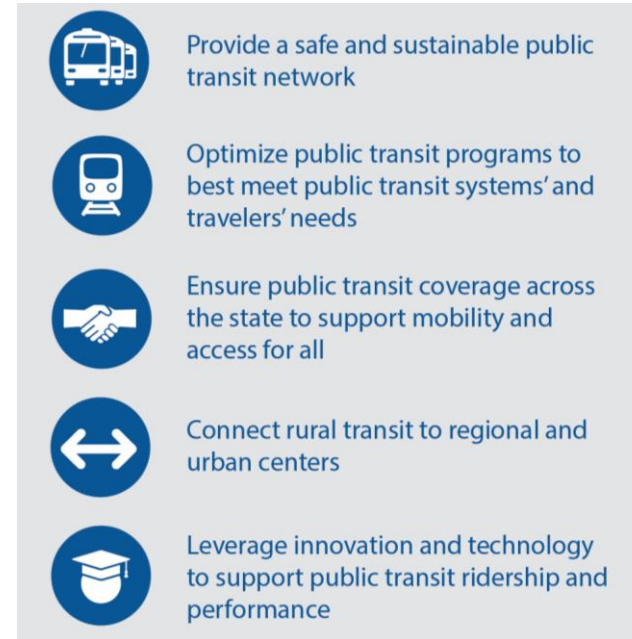 Provide a safe and sustainable public
transit network
Optimize public transit programs to
best meet public transit systems' and
travelers' needs
Ensure public transit coverage across
the state to support mobility and
access for all
Connect rural transit to regional and
urban centers
Leverage innovation and technology
to support public transit ridership and
performance